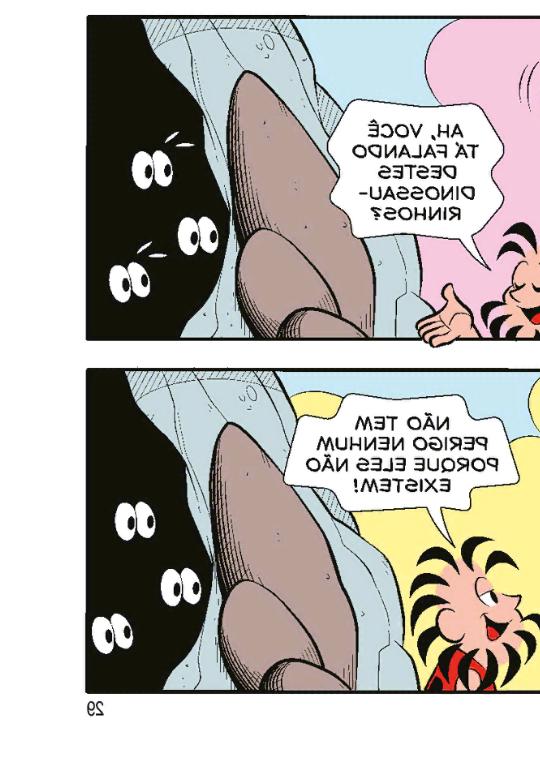 AH, VOCÊ
TÁ FALANDO
DESTES
DINOSSAU-
RINHOS?
NÃO TEM
PERIGO NENHUM
PORQUE ELES NÃO
EXISTEM!
29